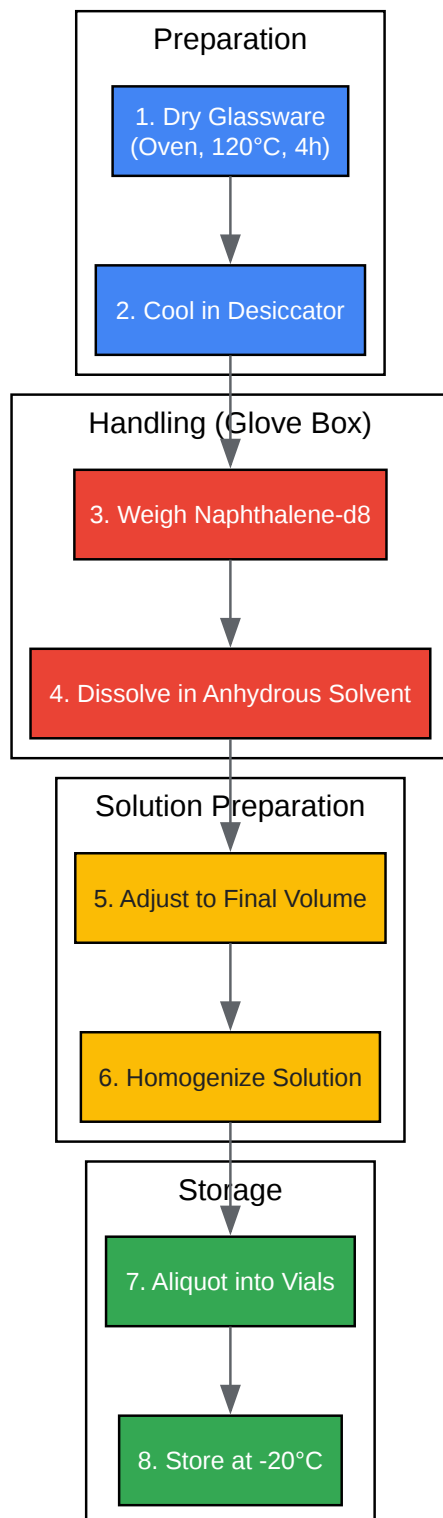 Preparation
1. Dry Glassware
(Oven, 120°C, 4h)
2. Cool in Desiccator
Handling (Glove Box)
3. Weigh Naphthalene-d8
4. Dissolve in Anhydrous Solvent
Solution Preparation
5. Adjust to Final Volume
6. Homogenize Solution
Storage
7. Aliquot into Vials
8. Store at -20°C